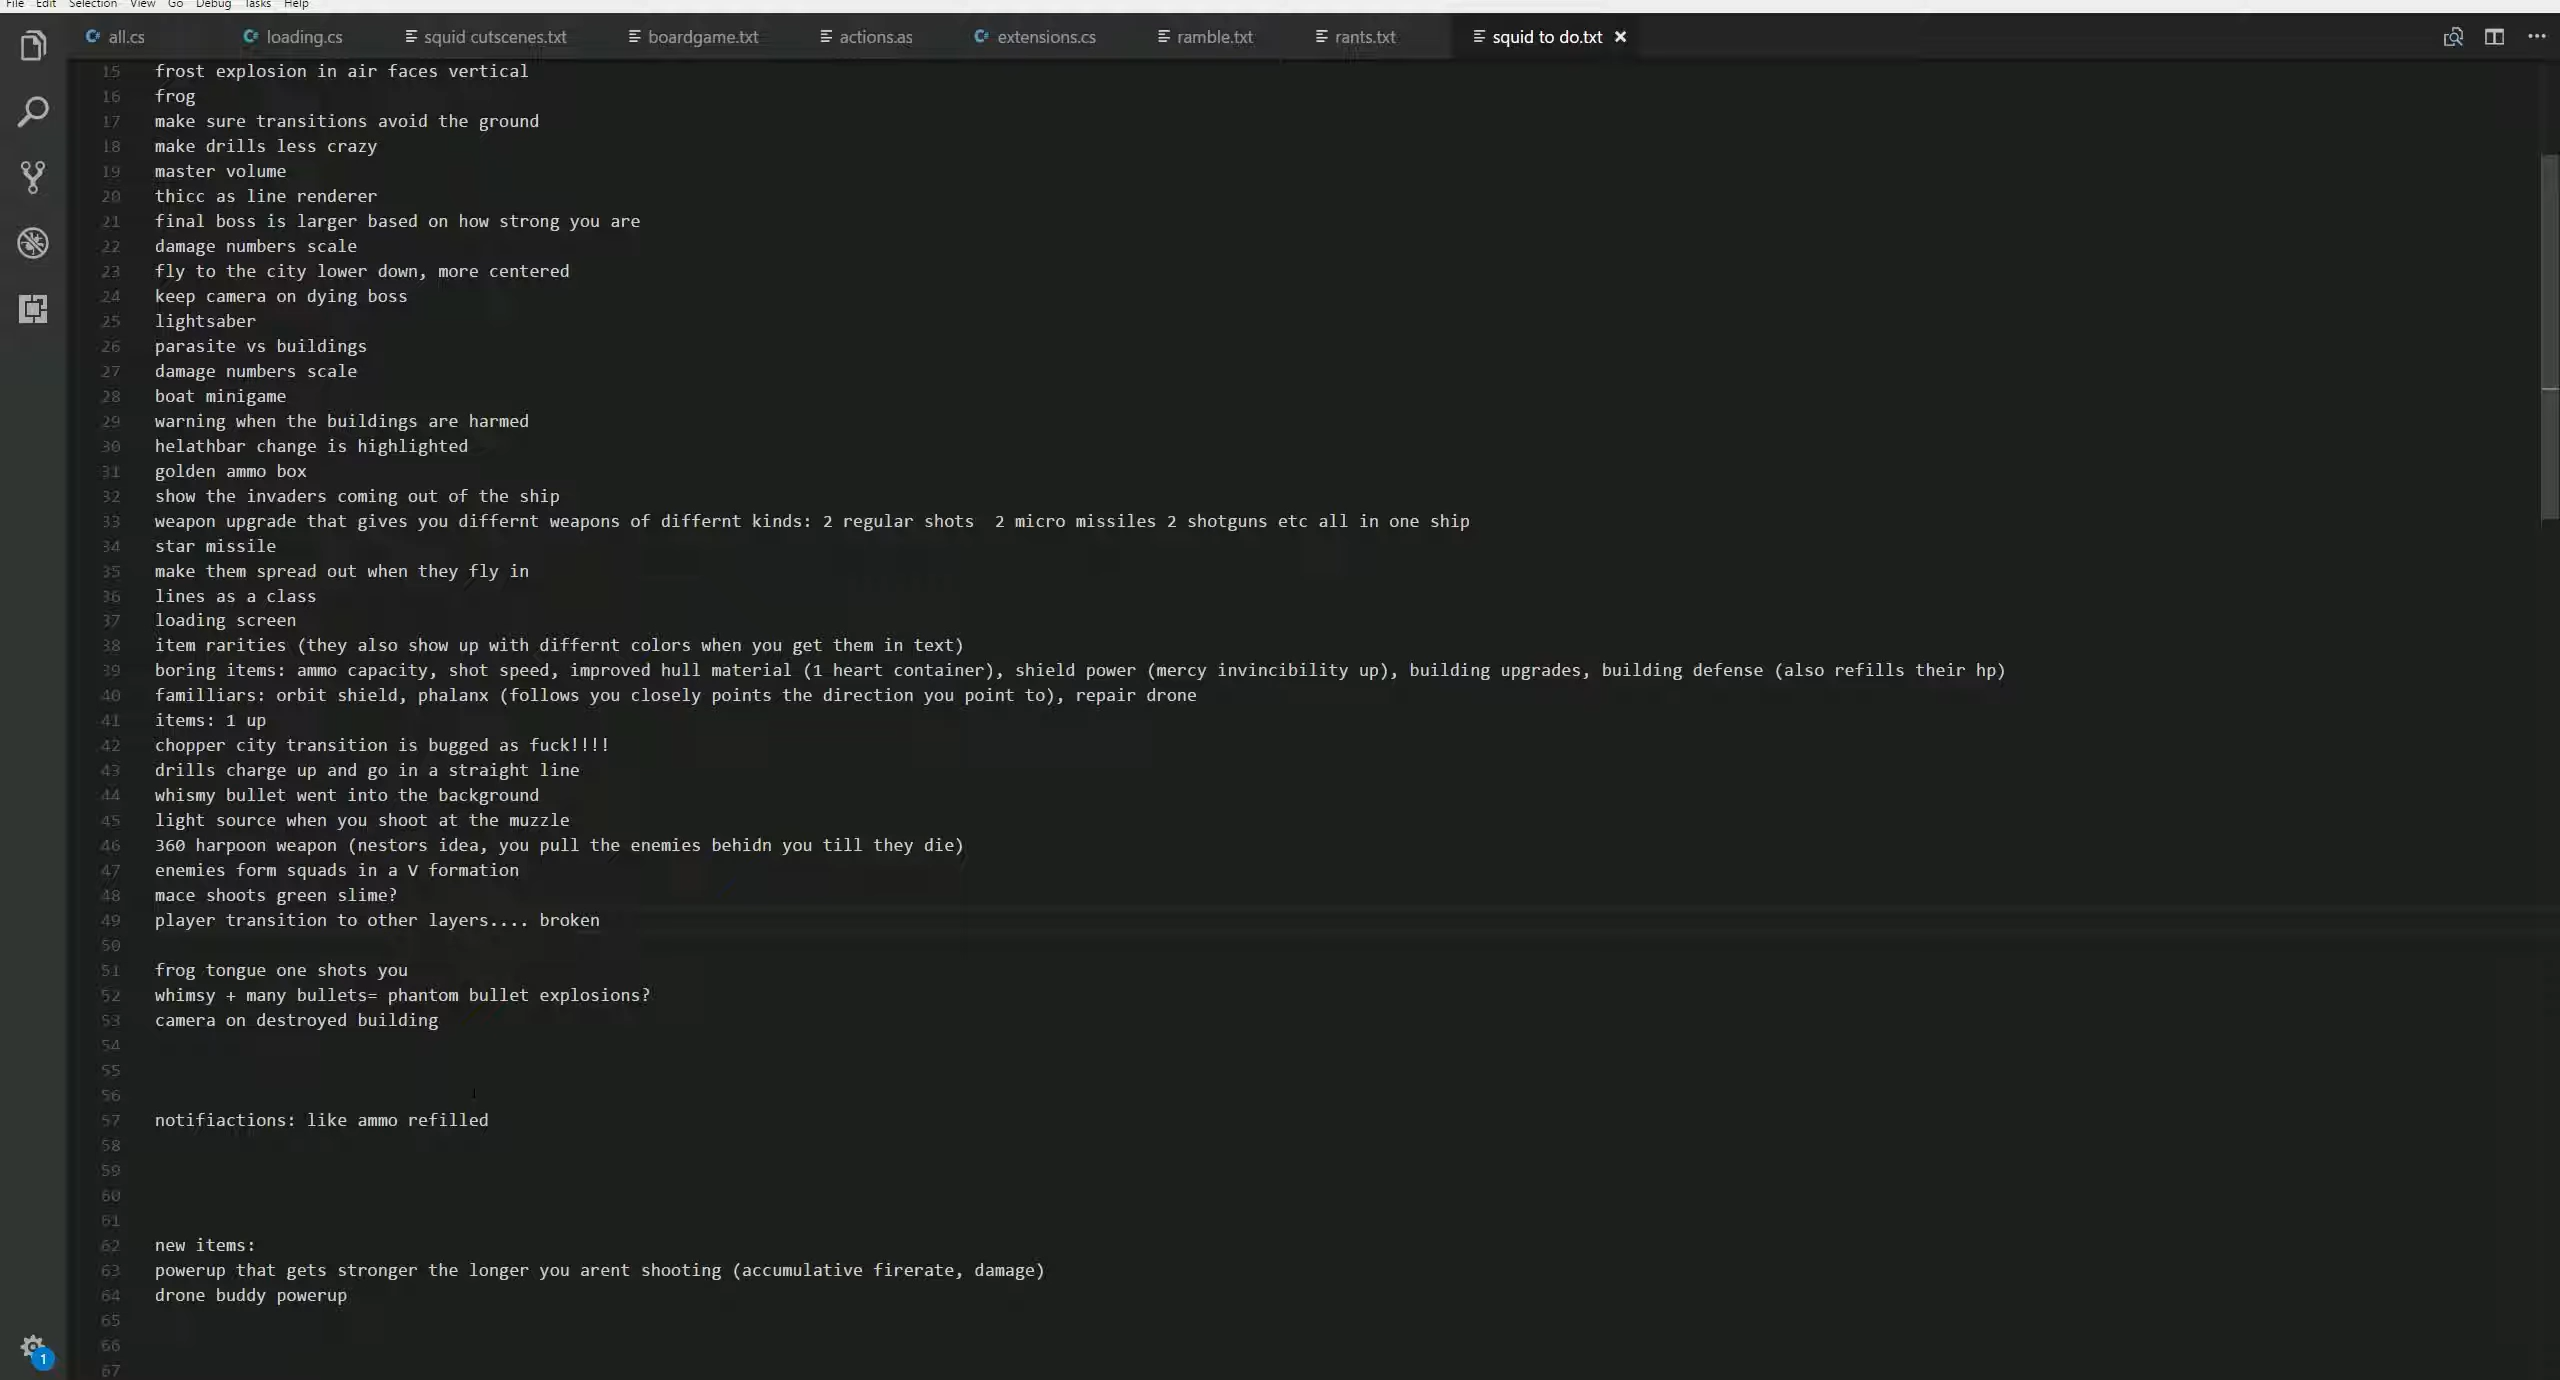 File Edit Selection View Go Debug Tasks Help
all.cs loading.cs squid cutscenes.txt boardgame.txt actions.as extensions.cs ramble.txt rants.txt squid to do.txt
15 frost explosion in air faces vertical
16 frog
17 make sure transitions avoid the ground
18 make drills less crazy
19 master volume
20 thicc as line renderer
21 final boss is larger based on how strong you are
22 damage numbers scale
23 fly to the city lower down, more centered
24 keep camera on dying boss
25 lightsaber
26 parasite vs buildings
27 damage numbers scale
28 boat minigame
29 warning when the buildings are harmed
30 helathbar change is highlighted
31 golden ammo box
32 show the invaders coming out of the ship
33 weapon upgrade that gives you differnt weapons of differnt kinds: 2 regular shots  2 micro missiles 2 shotguns etc all in one ship
34 star missile
35 make them spread out when they fly in
36 lines as a class
37 loading screen
38 item rarities (they also show up with differnt colors when you get them in text)
39 boring items: ammo capacity, shot speed, improved hull material (1 heart container), shield power (mercy invincibility up), building upgrades, building defense (also refills their hp)
40 familliars: orbit shield, phalanx (follows you closely points the direction you point to), repair drone
41 items: 1 up
42 chopper city transition is bugged as fuck!!!!
43 drills charge up and go in a straight line
44 whismy bullet went into the background
45 light source when you shoot at the muzzle
46 360 harpoon weapon (nestors idea, you pull the enemies behidn you till they die)
47 enemies form squads in a V formation
48 mace shoots green slime?
49 player transition to other layers.... broken
50
51 frog tongue one shots you
52 whimsy + many bullets= phantom bullet explosions?
53 camera on destroyed building
54
55
56
57 notifiactions: like ammo refilled
58
59
60
61
62 new items:
63 powerup that gets stronger the longer you arent shooting (accumulative firerate, damage)
64 drone buddy powerup
65
66
67
1